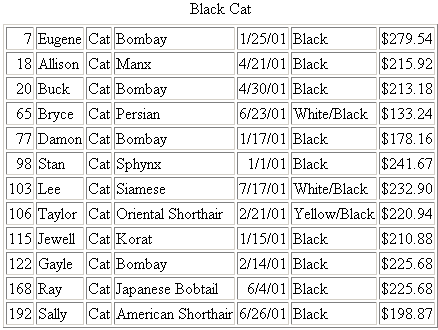 Black Cat
7 Eugene Cat Bombay 1/25/01 Black $279.54
18 Allison Cat Manx 4/21/01 Black $215.92
20 Buck Cat Bombay 4/30/01 Black $213.18
65 Bryce Cat Persian 6/23/01 White/Black $133.24
77 Damon Cat Bombay 1/17/01 Black $178.16
98 Stan Cat Sphynx 1/1/01 Black $241.67
103 Lee Cat Siamese 7/17/01 White/Black $232.90
106 Taylor Cat Oriental Shorthair 2/21/01 Yellow/Black $220.94
115 Jewell Cat Korat 1/15/01 Black $210.88
122 Gayle Cat Bombay 2/14/01 Black $225.68
168 Ray Cat Japanese Bobtail 6/4/01 Black $225.68
192 Sally Cat American Shorthair 6/26/01 Black $198.87